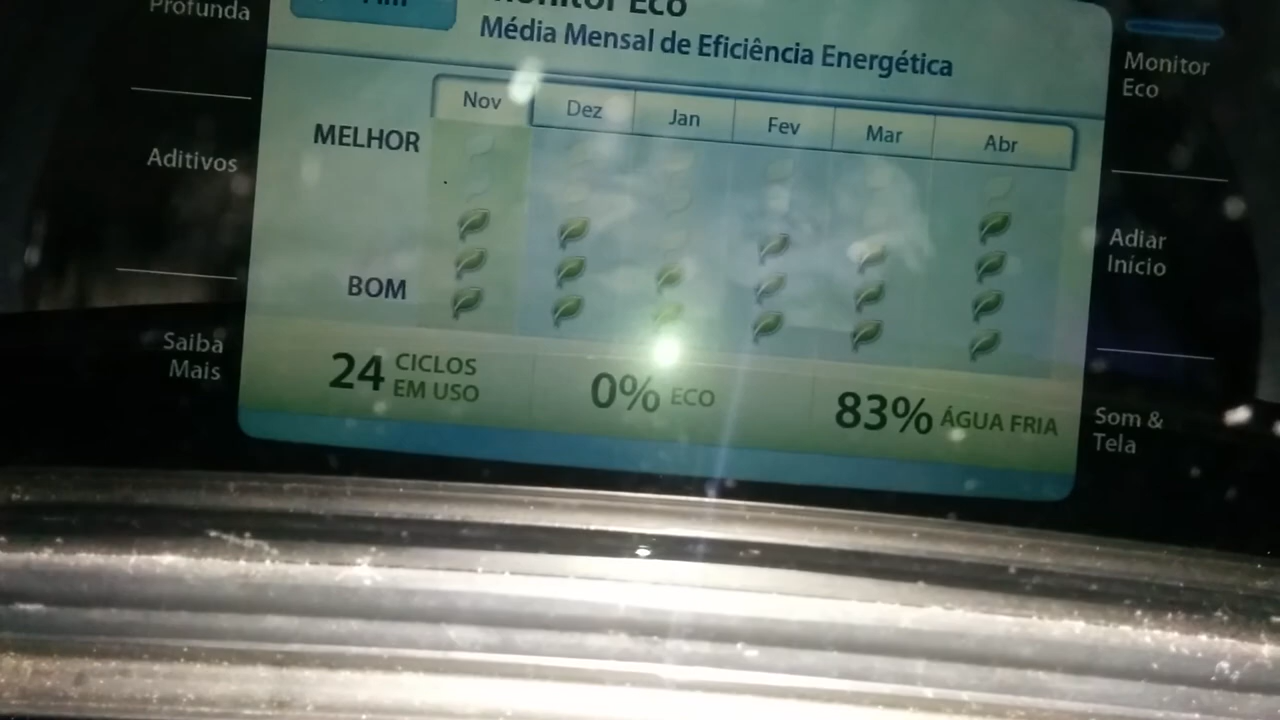 Profunda
Monitor Eco
Média Mensal de Eficiência Energética
Monitor
Eco
Nov Dez Jan Fev Mar Abr
MELHOR
Aditivos
Adiar
Início
BOM
Saiba
Mais
24 CICLOS
EM USO
0% ECO
83% ÁGUA FRIA
Som &
Tela